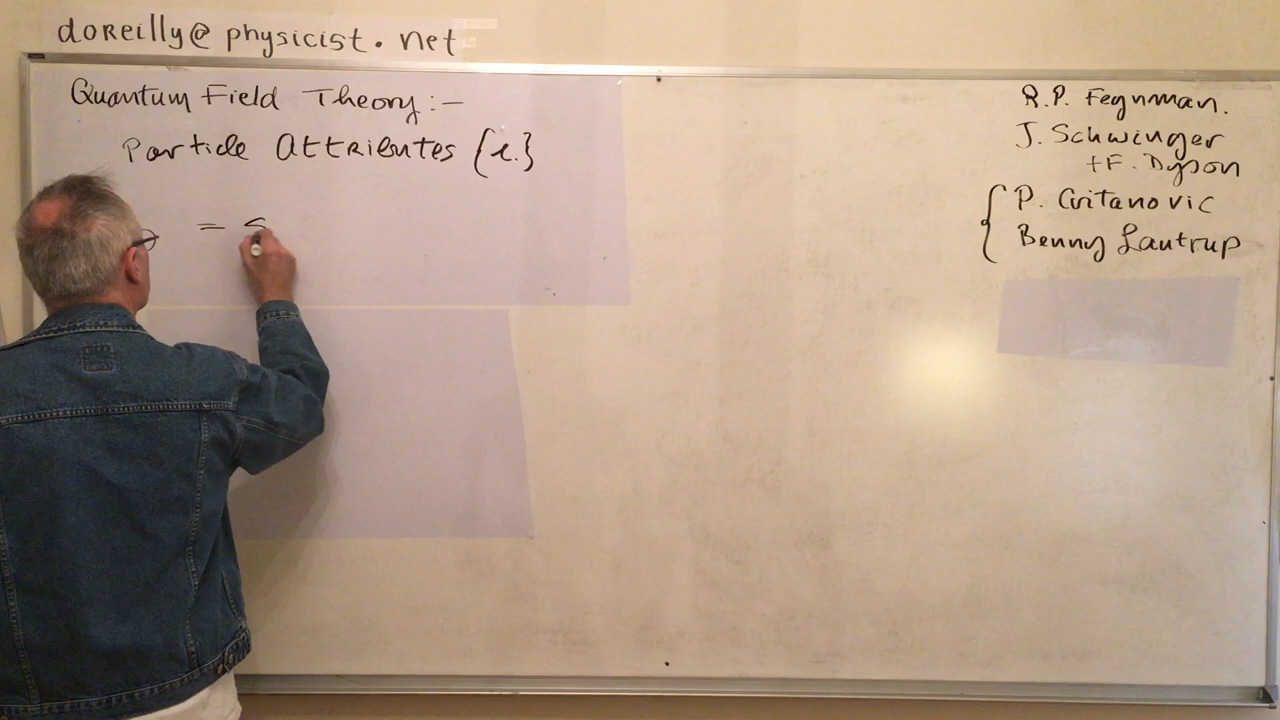 doreilly@physicist.net
Quantum Field Theory:-
Particle Attributes {i.}
= S
R.P. Feynman.
J. Schwinger
+F. Dyson
P. Cvitanovic
Benny Lautrup